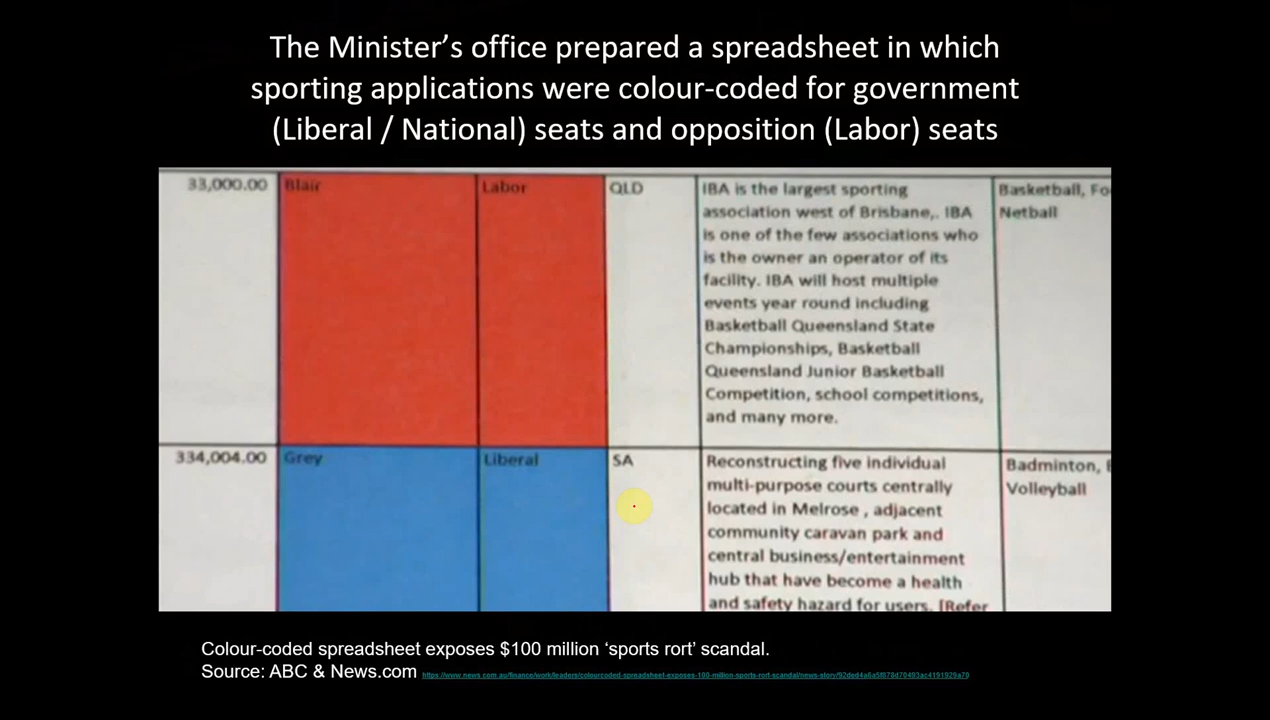 The Minister’s office prepared a spreadsheet in which
sporting applications were colour-coded for government
(Liberal / National) seats and opposition (Labor) seats
33,000.00 Blair Labor QLD IBA is the largest sporting Basketball, Fo
association west of Brisbane,. IBA Netball
is one of the few associations who
is the owner an operator of its
facility. IBA will host multiple
events year round including
Basketball Queensland State
Championships, Basketball
Queensland Junior Basketball
Competition, school competitions,
and many more.
334,004.00 Grey Liberal SA Reconstructing five individual Badminton,
multi-purpose courts centrally Volleyball
located in Melrose , adjacent
community caravan park and
central business/entertainment
hub that have become a health
and safety hazard for users. [Refer
Colour-coded spreadsheet exposes $100 million ‘sports rort’ scandal.
Source: ABC & News.com